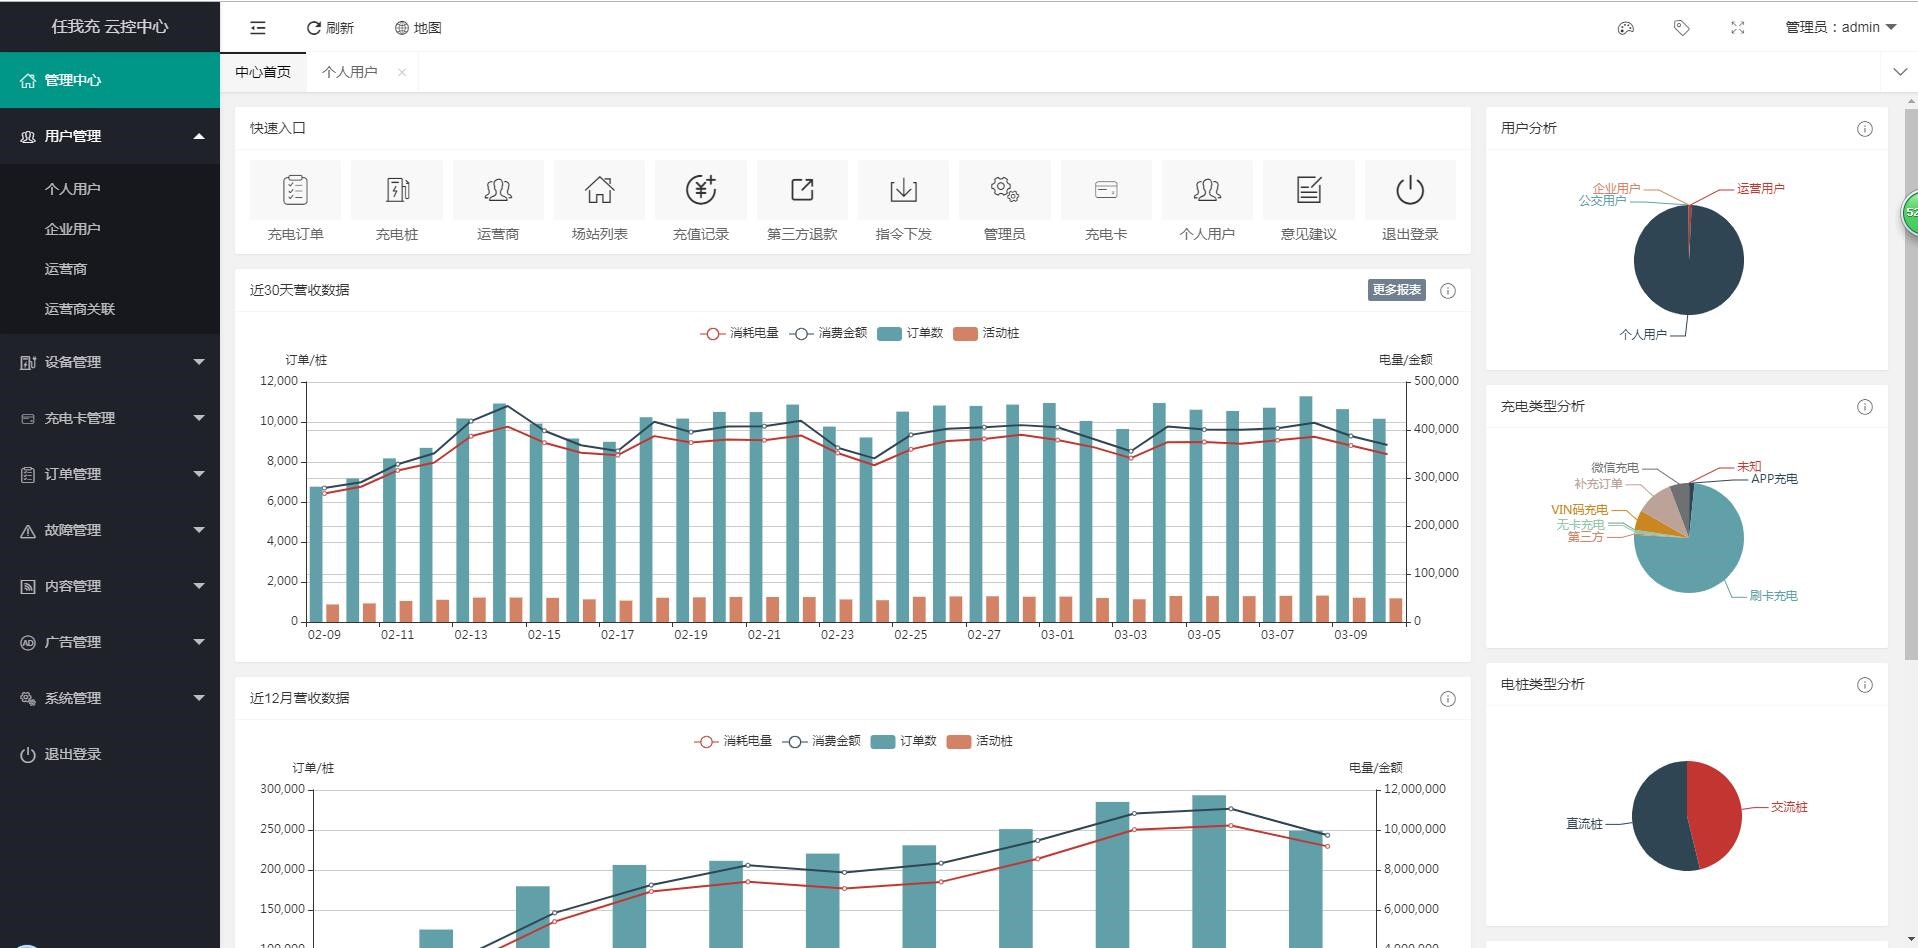 任我充 云控中心
刷新
地图
管理员：admin
管理中心
用户管理
个人用户
企业用户
运营商
运营商关联
设备管理
充电卡管理
订单管理
故障管理
内容管理
广告管理
系统管理
退出登录
中心首页
个人用户
快速入口
充电订单
充电桩
运营商
场站列表
充值记录
第三方退款
指令下发
管理员
充电卡
个人用户
意见建议
退出登录
近30天营收数据
更多报表
消耗电量 消费金额 订单数 活动桩
订单/桩
电量/金额
12,000
10,000
8,000
6,000
4,000
2,000
0
500,000
400,000
300,000
200,000
100,000
0
02-09 02-11 02-13 02-15 02-17 02-19 02-21 02-23 02-25 02-27 03-01 03-03 03-05 03-07 03-09
近12月营收数据
消耗电量 消费金额 订单数 活动桩
订单/桩
电量/金额
300,000
250,000
200,000
150,000
100,000
12,000,000
10,000,000
8,000,000
6,000,000
4,000,000
用户分析
企业用户
公交用户
运营用户
个人用户
52
充电类型分析
微信充电
补充订单
VIN码充电
无卡充电
第三方
未知
APP充电
刷卡充电
电桩类型分析
交流桩
直流桩